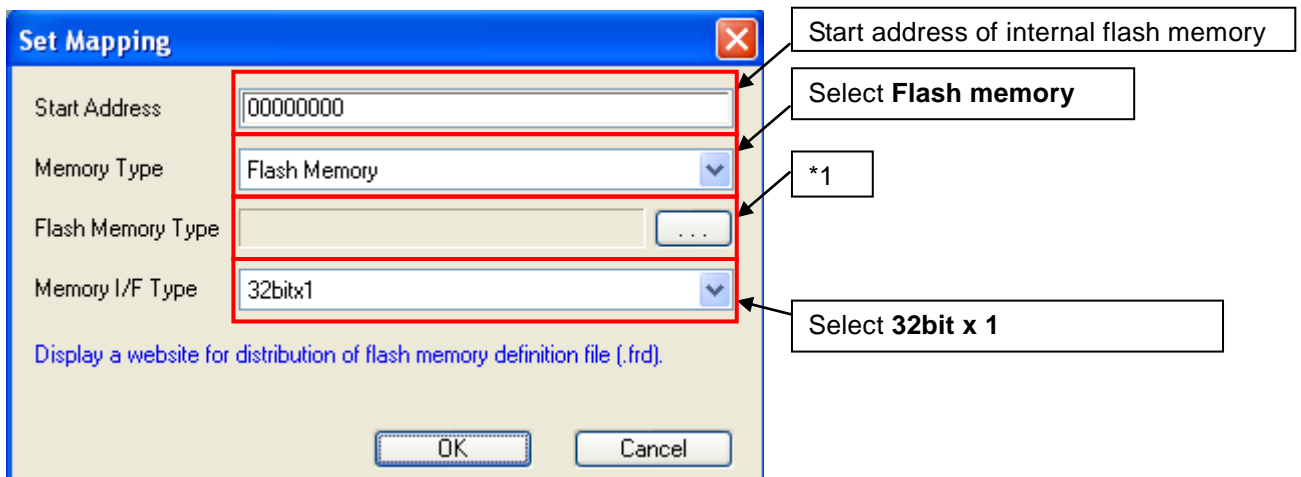 Set Mapping
Start address of internal flash memory
Start Address
00000000
Select Flash memory
Memory Type
Flash Memory
*1
Flash Memory Type
...
Memory I/F Type
32bitx1
Select 32bit x 1
Display a website for distribution of flash memory definition file (.frd).
OK
Cancel